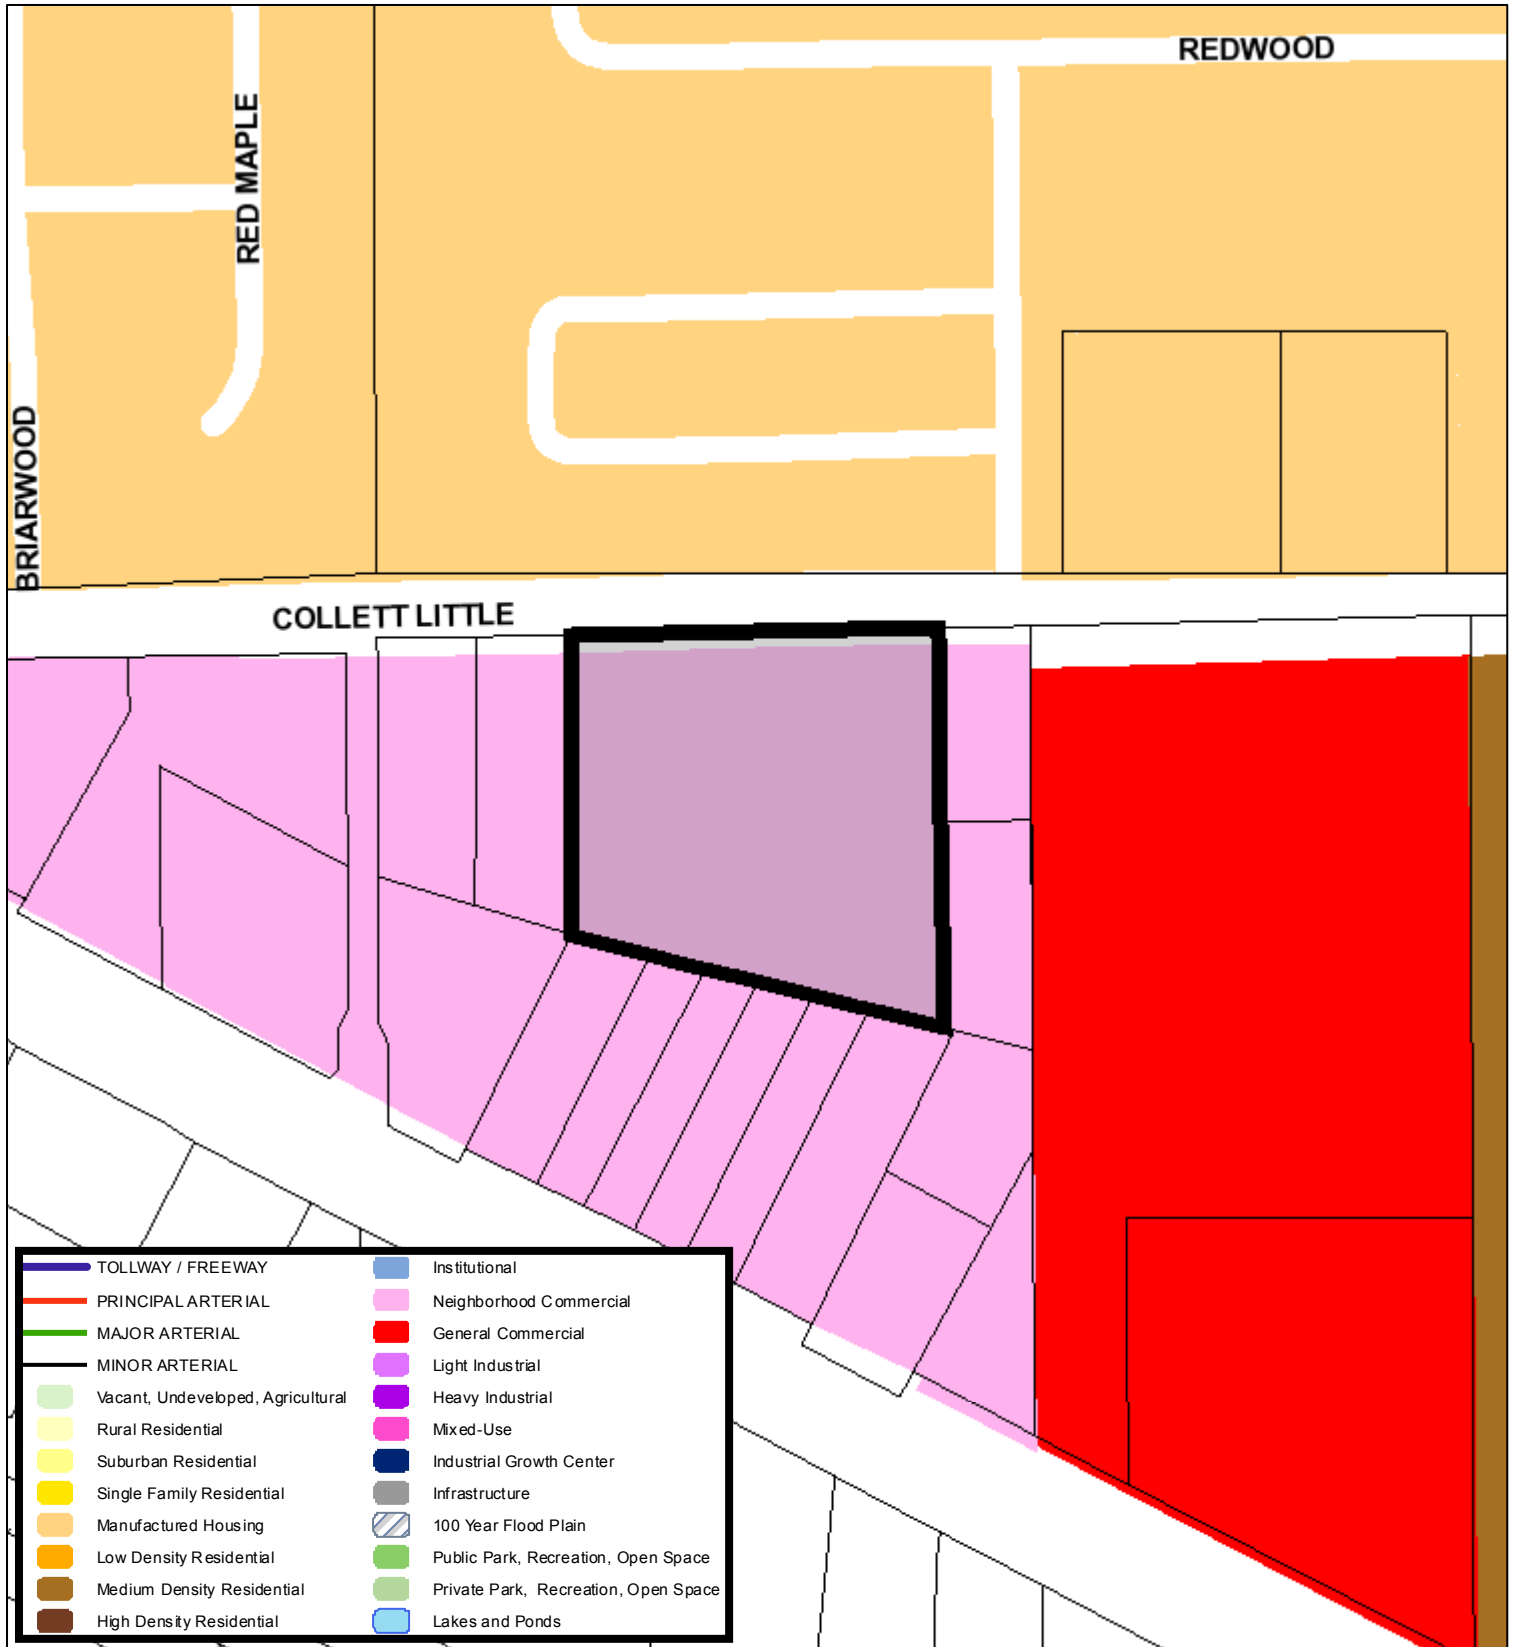 REDWOOD
RED MAPLE
BRIARWOOD
COLLETT LITTLE
TOLLWAY / FREEWAY
PRINCIPAL ARTERIAL
MAJOR ARTERIAL
MINOR ARTERIAL
Vacant, Undeveloped, Agricultural
Rural Residential
Suburban Residential
Single Family Residential
Manufactured Housing
Low Density Residential
Medium Density Residential
High Density Residential
Institutional
Neighborhood Commercial
General Commercial
Light Industrial
Heavy Industrial
Mixed-Use
Industrial Growth Center
Infrastructure
100 Year Flood Plain
Public Park, Recreation, Open Space
Private Park, Recreation, Open Space
Lakes and Ponds